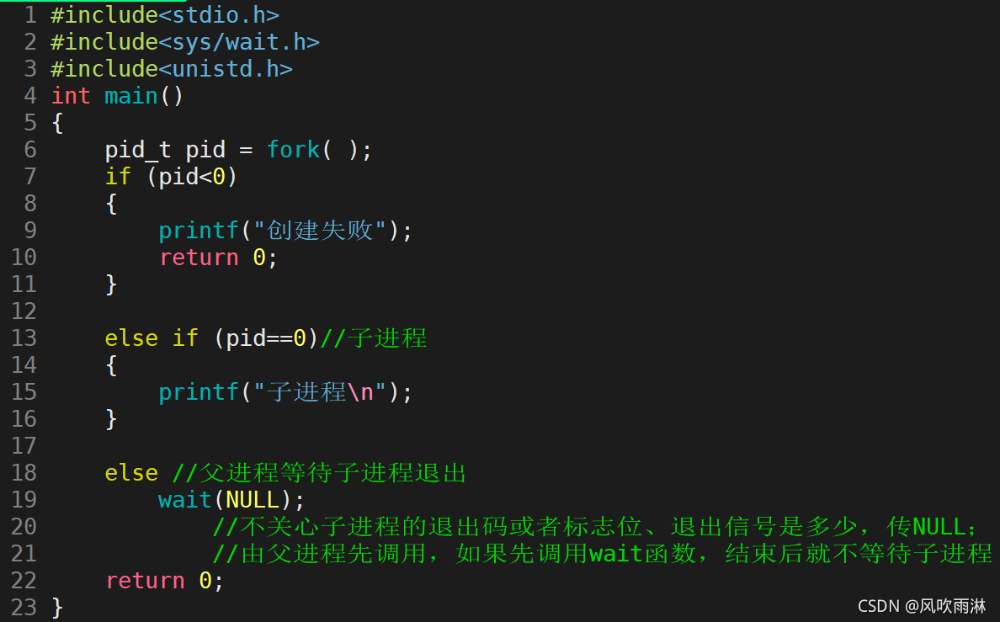 1 #include<stdio.h>
2 #include<sys/wait.h>
3 #include<unistd.h>
4 int main()
5 {
6     pid_t pid = fork( );
7     if (pid<0)
8     {
9         printf("创建失败");
10         return 0;
11     }
12
13     else if (pid==0)//子进程
14     {
15         printf("子进程\n");
16     }
17
18     else //父进程等待子进程退出
19         wait(NULL);
20             //不关心子进程的退出码或者标志位、退出信号是多少，传NULL；
21             //由父进程先调用，如果先调用wait函数，结束后就不等待子进程
22     return 0;
23 }
CSDN @风吹雨淋